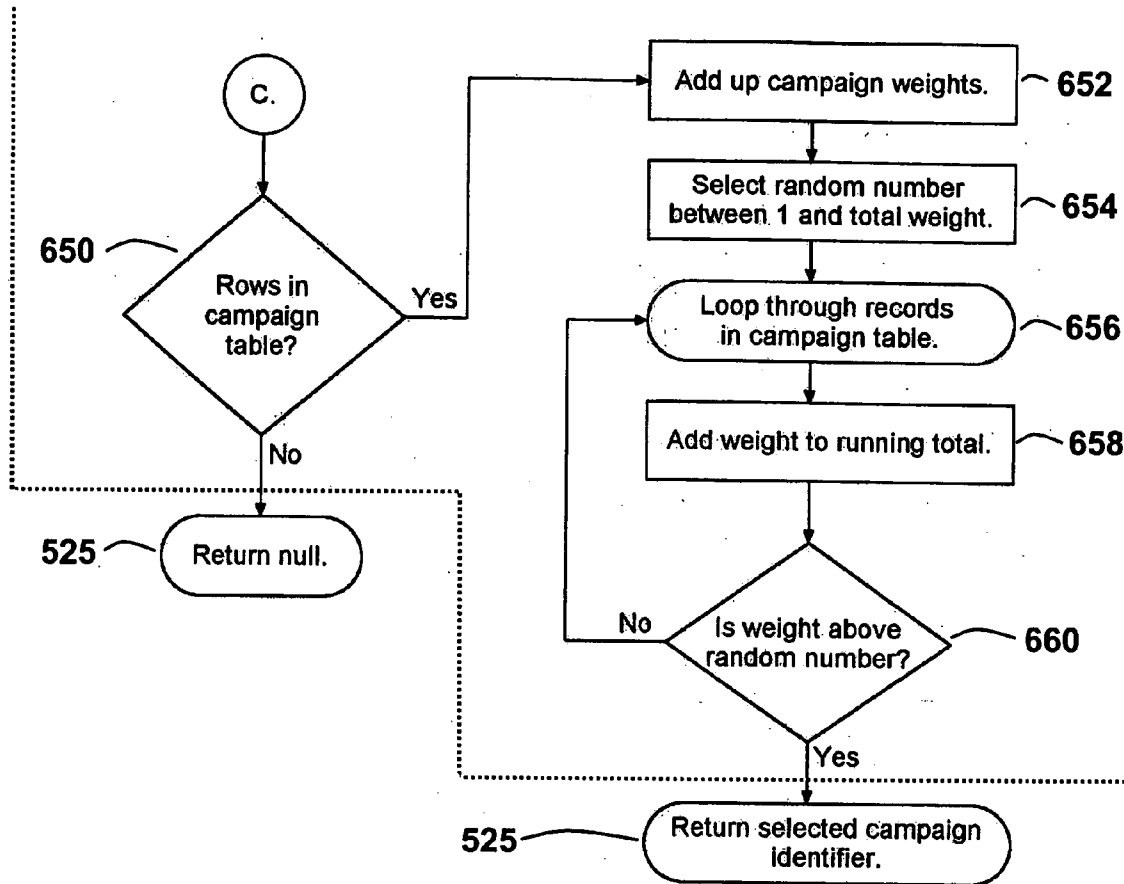 C.
650
Rows in
campaign
table?
Yes
No
525
Return null.
Add up campaign weights.
652
Select random number
between 1 and total weight.
654
Loop through records
in campaign table.
656
Add weight to running total.
658
No
Is weight above
random number?
660
Yes
525
Return selected campaign
identifier.